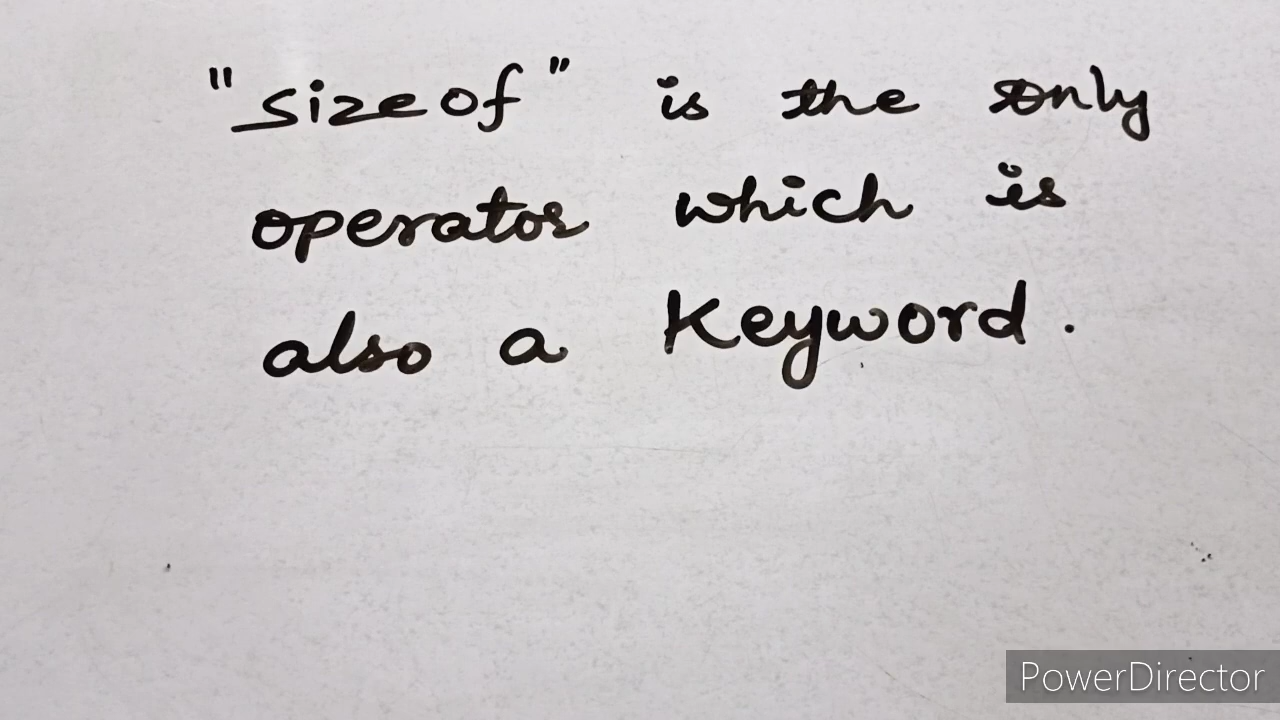 "sizeof" is the only
operator which is
also a Keyword.
PowerDirector